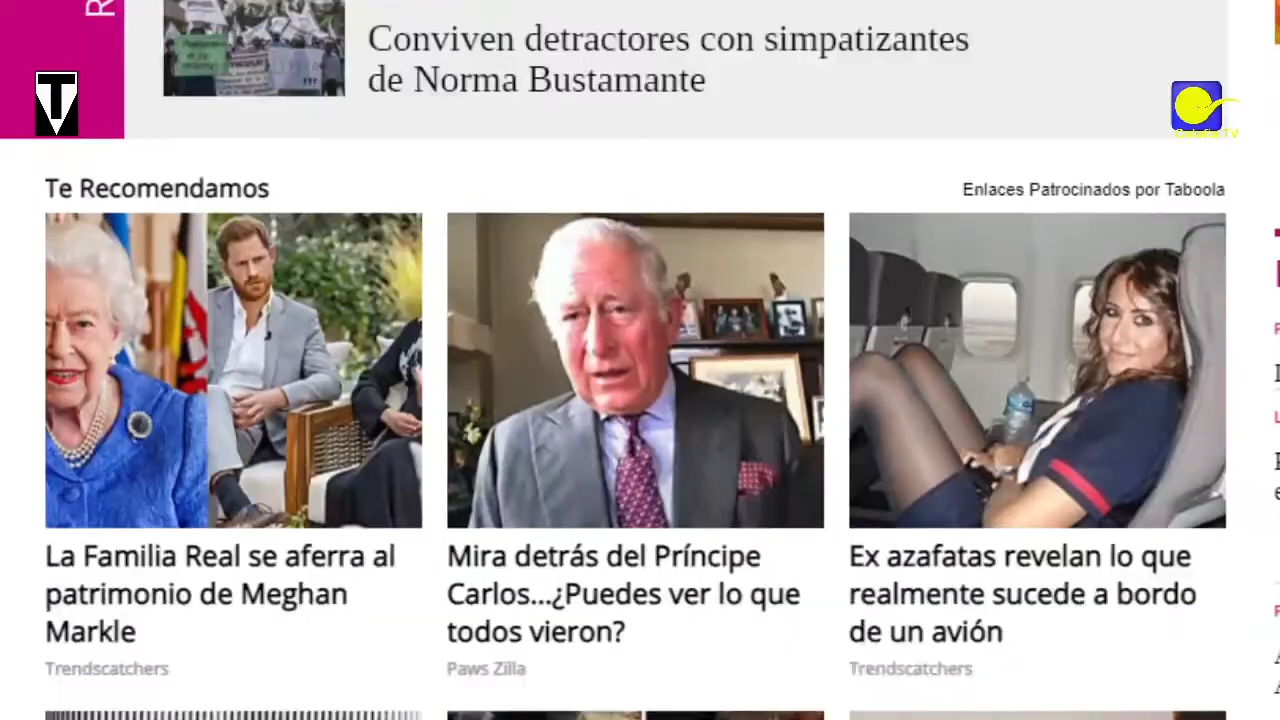 Conviven detractores con simpatizantes
de Norma Bustamante
T
Te Recomendamos
Enlaces Patrocinados por Taboola
La Familia Real se aferra al
patrimonio de Meghan
Markle
Trendscatchers
Mira detrás del Príncipe
Carlos...¿Puedes ver lo que
todos vieron?
Paws Zilla
Ex azafatas revelan lo que
realmente sucede a bordo
de un avión
Trendscatchers